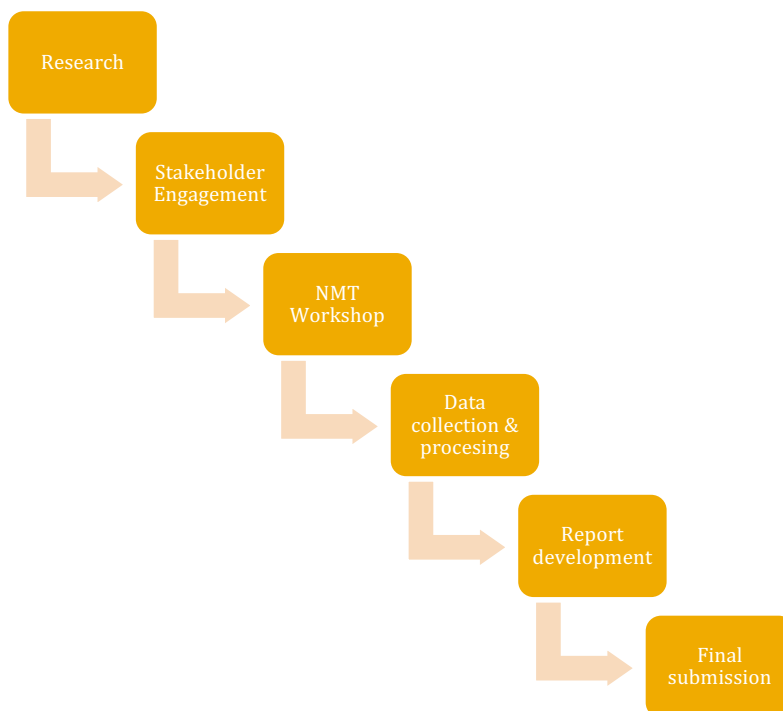 Research
Stakeholder
Engagement
NMT
Workshop
Data
collection &
procesing
Report
development
Final
submission